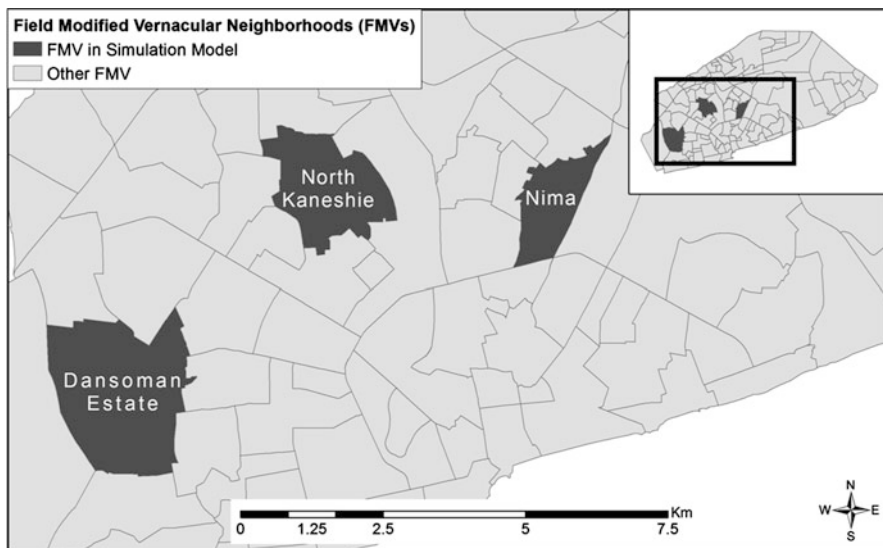 Field Modified Vernacular Neighborhoods (FMVs)
FMV in Simulation Model
Other FMV
North
Kaneshie
Nima
Dansoman
Estate
Km
0 1.25 2.5 5 7.5
N
W E
S